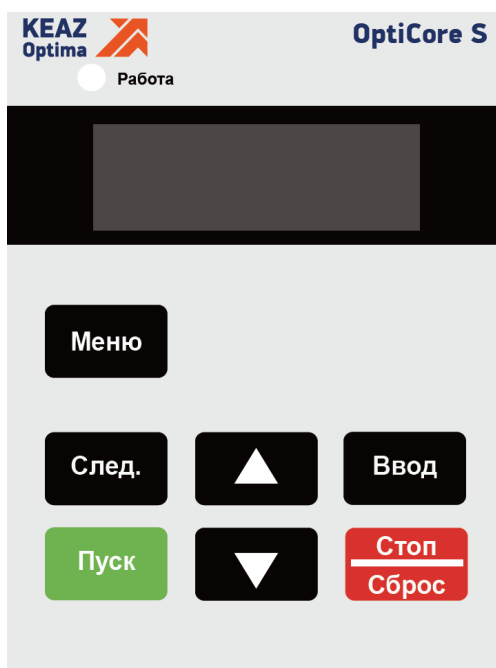 KEAZ
Optima
OptiCore S
Работа
Меню
След.
Ввод
Пуск
Стоп
Сброс